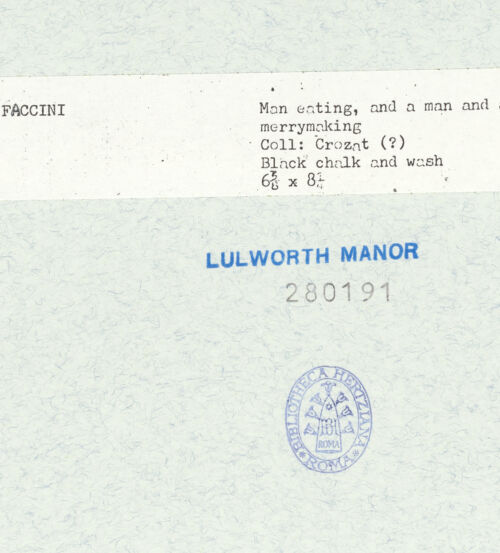 FACCINI
Man eating, and a man and
merrymaking
Coll: Crozat (?)
Black chalk and wash
6⅜ x 8¼
LULWORTH MANOR
280191
BIBLIOTHECA HERTZIANA
ROMA
ROMA